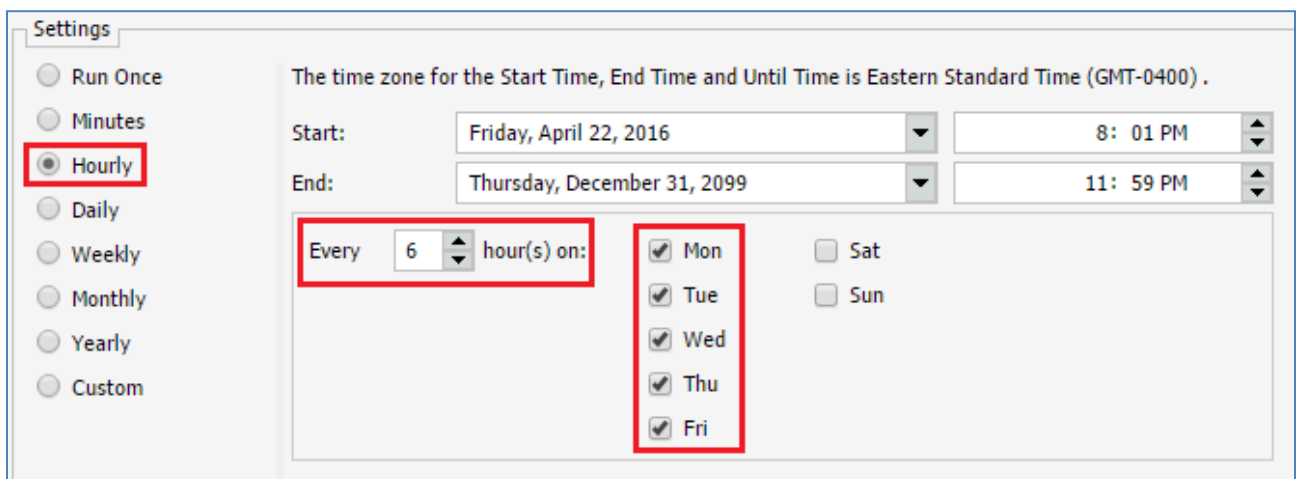 Settings
Run Once
The time zone for the Start Time, End Time and Until Time is Eastern Standard Time (GMT-0400) .
Minutes
Start: Friday, April 22, 2016 8: 01 PM
Hourly
End: Thursday, December 31, 2099 11: 59 PM
Daily
Weekly
Monthly
Yearly
Custom
Every 6 hour(s) on:
Mon
Tue
Wed
Thu
Fri
Sat
Sun